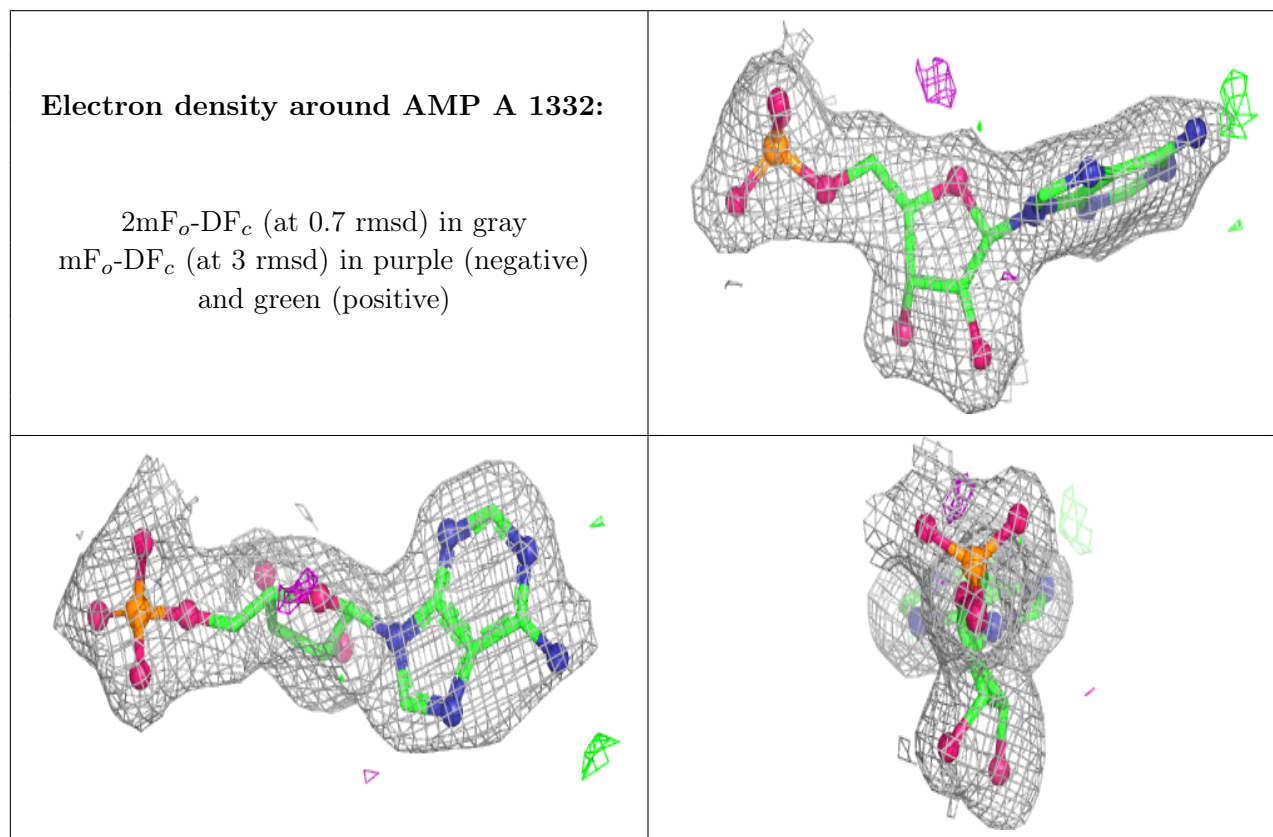 Electron density around AMP A 1332:
2mFo-DFc (at 0.7 rmsd) in gray
mFo-DFc (at 3 rmsd) in purple (negative)
and green (positive)